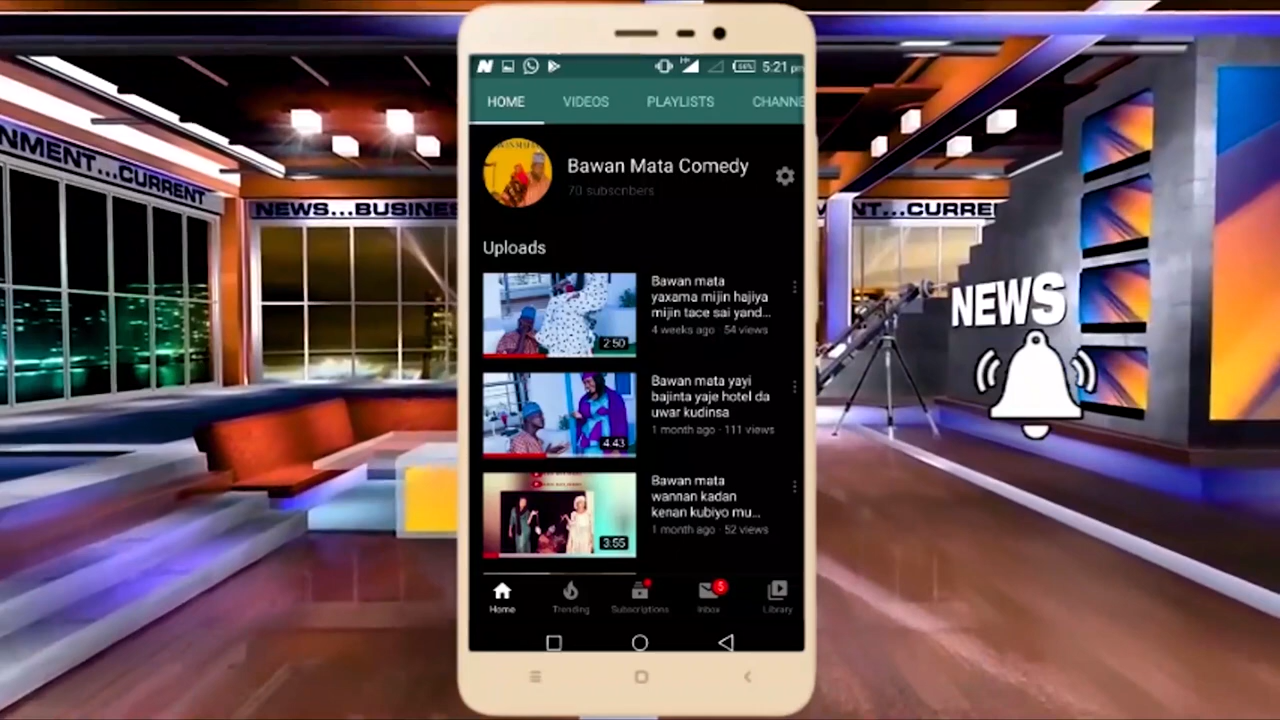 NMENT...CURRENT
NEWS...BUSINE
NT...CURRE
NEWS
5:21 pm
HOME
VIDEOS
PLAYLISTS
CHANNE
Bawan Mata Comedy
70 subscribers
Uploads
Bawan mata
yaxama mijin hajiya
mijin tace sai yand...
4 weeks ago · 54 views
2:50
Bawan mata yayi
bajinta yaje hotel da
uwar kudinsa
1 month ago · 111 views
4:43
Bawan mata
wannan kadan
kenan kubiyo mu...
1 month ago · 52 views
3:55
Home
Trending
Subscriptions
Inbox
Library